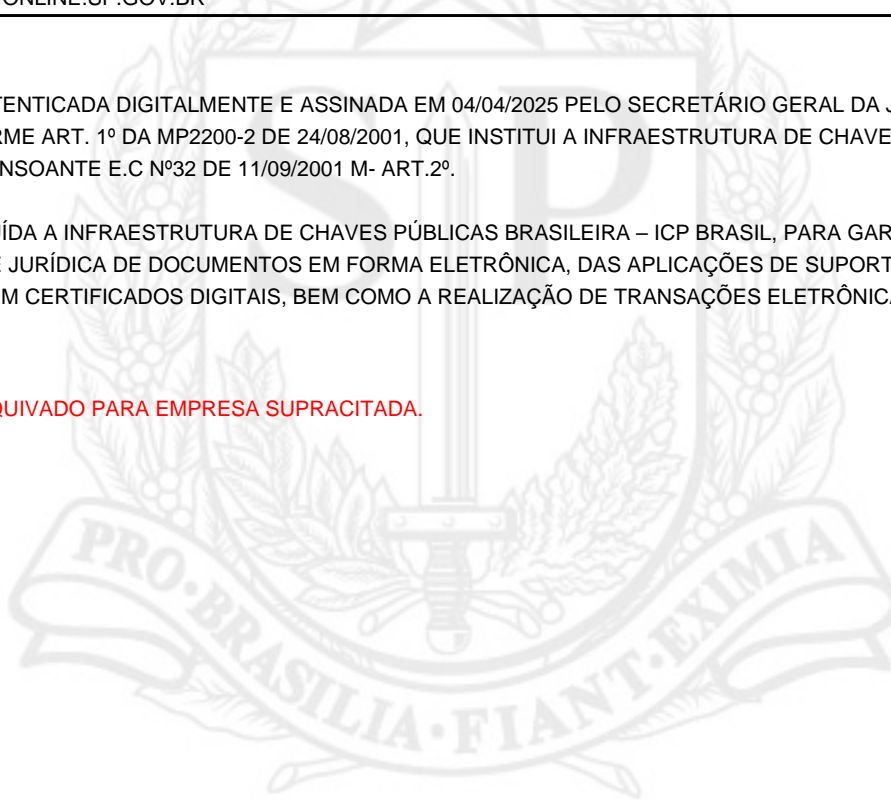 ONLINE.SP.GOV.BR
TENTICADA DIGITALMENTE E ASSINADA EM 04/04/2025 PELO SECRETÁRIO GERAL DA J
RME ART. 1º DA MP2200-2 DE 24/08/2001, QUE INSTITUI A INFRAESTRUTURA DE CHAVE
NSOANTE E.C Nº32 DE 11/09/2001 M- ART.2º.
ÍDA A INFRAESTRUTURA DE CHAVES PÚBLICAS BRASILEIRA – ICP BRASIL, PARA GAR
E JURÍDICA DE DOCUMENTOS EM FORMA ELETRÔNICA, DAS APLICAÇÕES DE SUPORT
M CERTIFICADOS DIGITAIS, BEM COMO A REALIZAÇÃO DE TRANSAÇÕES ELETRÔNICA
QUIVADO PARA EMPRESA SUPRACITADA.
SP
PRO•BRASILIA•FIANT•EXIMIA